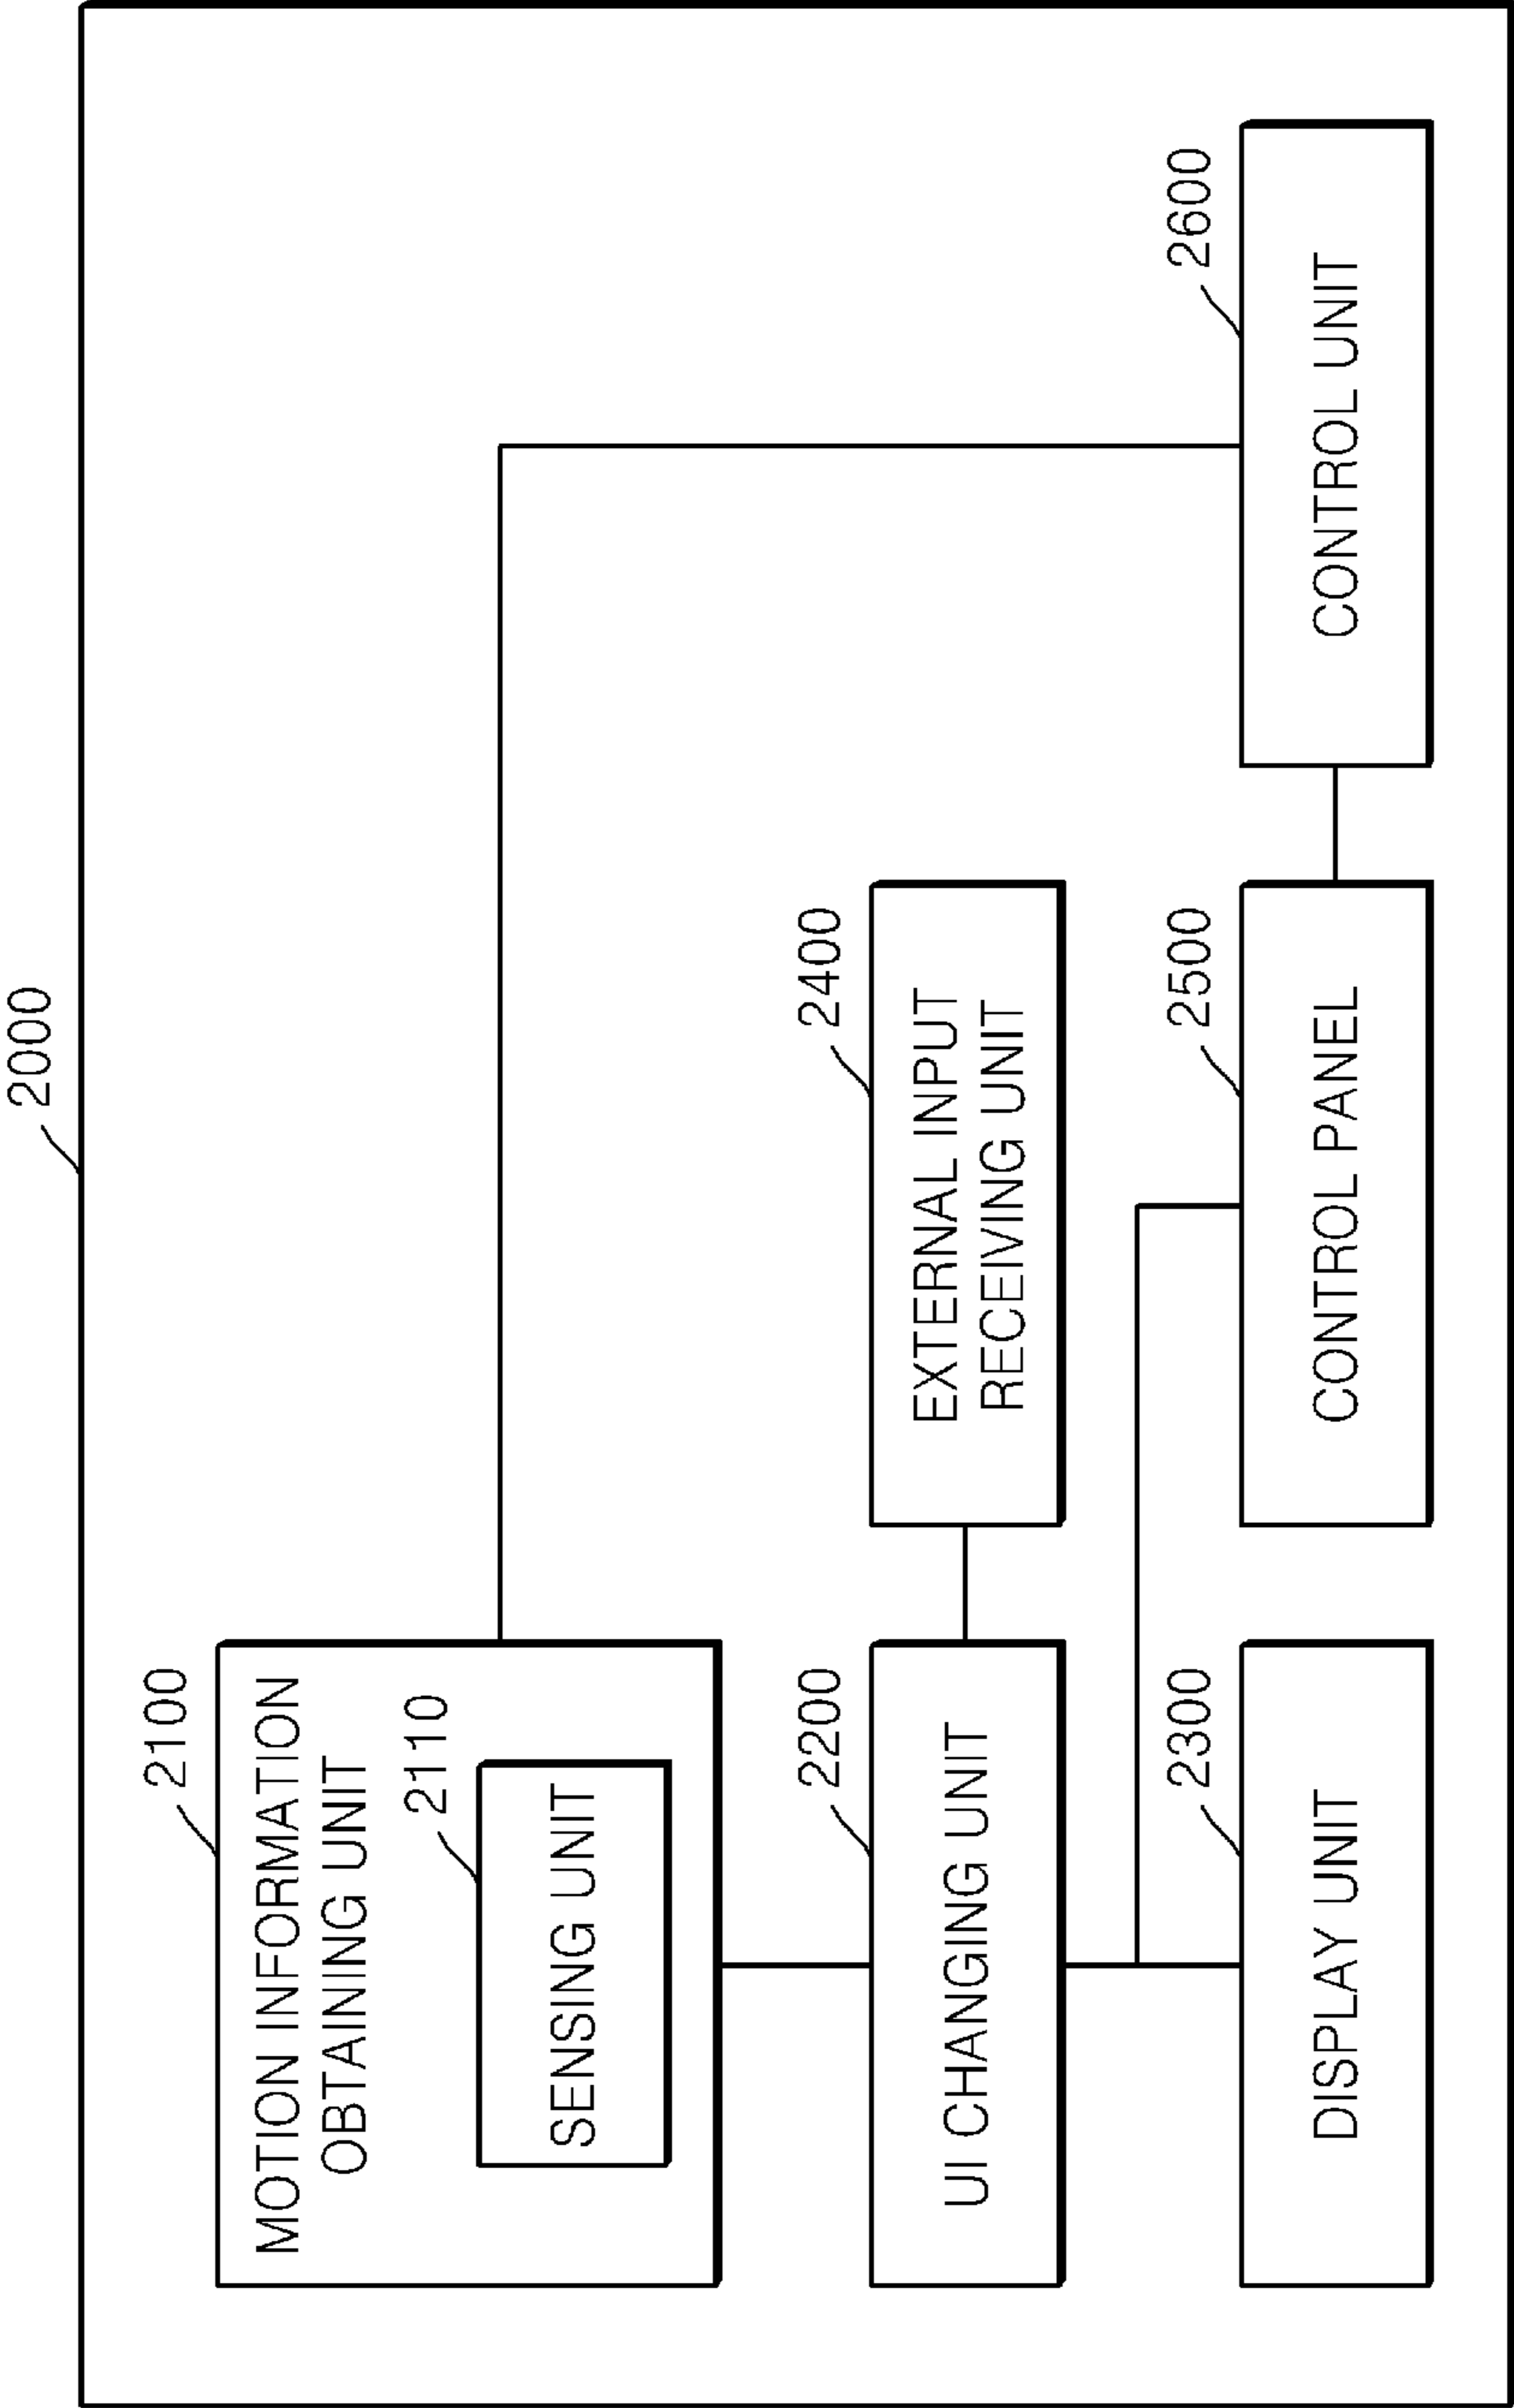 2000
2100
MOTION INFORMATION
OBTAINING UNIT
2110
SENSING UNIT
2200
UI CHANGING UNIT
2400
EXTERNAL INPUT
RECEIVING UNIT
2300
DISPLAY UNIT
2500
CONTROL PANEL
2600
CONTROL UNIT